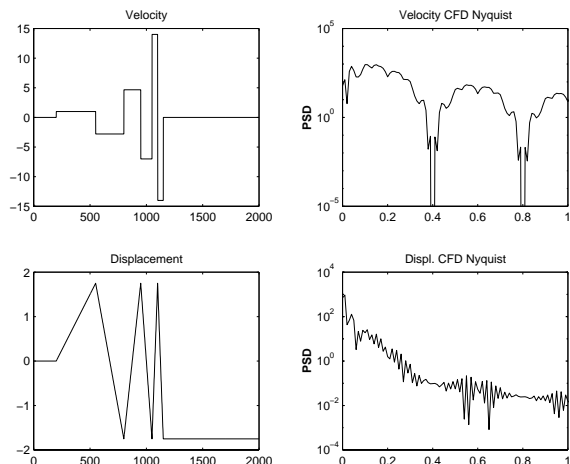 Velocity
15
10
5
0
−5
−10
−15
0 500 1000 1500 2000
Velocity CFD Nyquist
PSD
10^5
10^0
10^−5
0 0.2 0.4 0.6 0.8 1
Displacement
2
1
0
−1
−2
0 500 1000 1500 2000
Displ. CFD Nyquist
PSD
10^4
10^2
10^0
10^−2
10^−4
0 0.2 0.4 0.6 0.8 1